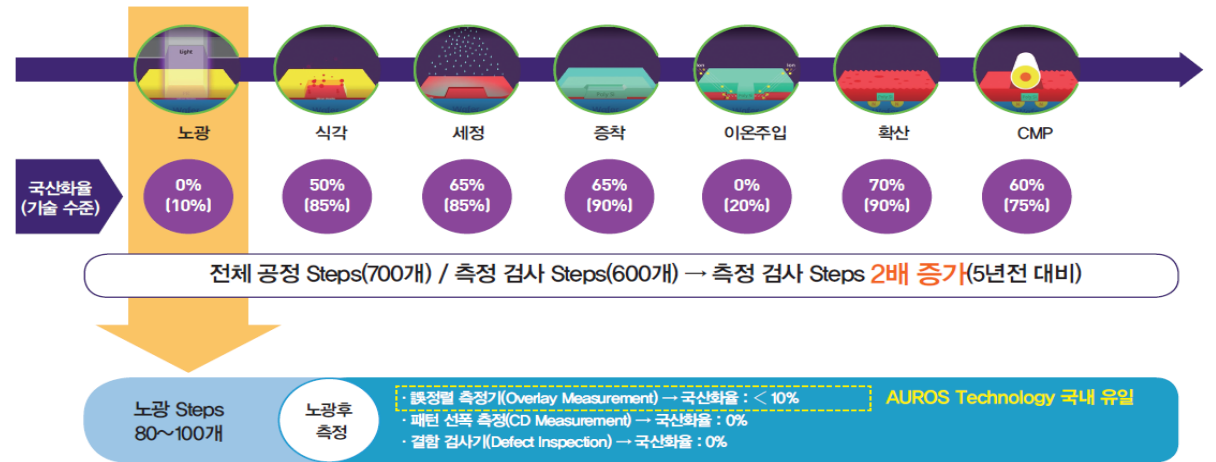 Light
노광
식각
세정
증착
이온주입
확산
CMP
국산화율
(기술 수준)
0%
(10%)
50%
(85%)
65%
(85%)
65%
(90%)
0%
(20%)
70%
(90%)
60%
(75%)
전체 공정 Steps(700개) / 측정 검사 Steps(600개) → 측정 검사 Steps 2배 증가(5년전 대비)
노광 Steps
80~100개
노광후
측정
· 誤정렬 측정기(Overlay Measurement) → 국산화율 : < 10%
AUROS Technology 국내 유일
· 패턴 선폭 측정(CD Measurement) → 국산화율 : 0%
· 결함 검사기(Defect Inspection) → 국산화율 : 0%